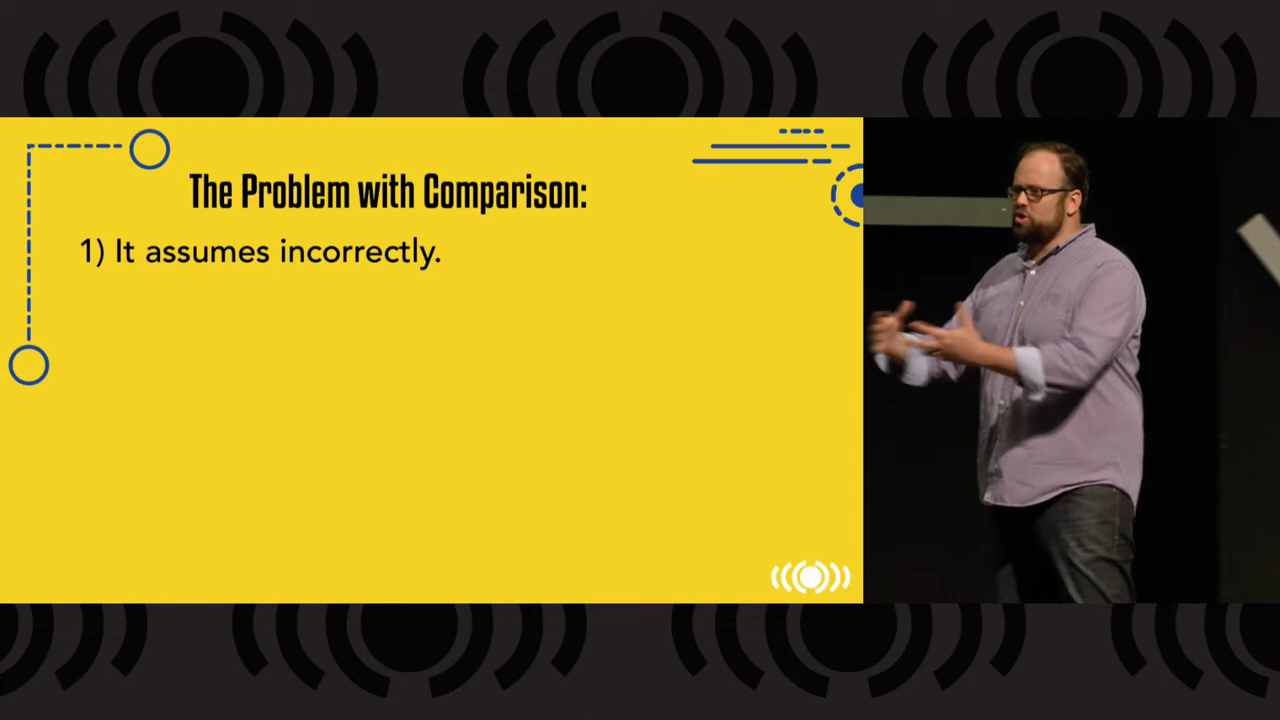 The Problem with Comparison:
1) It assumes incorrectly.